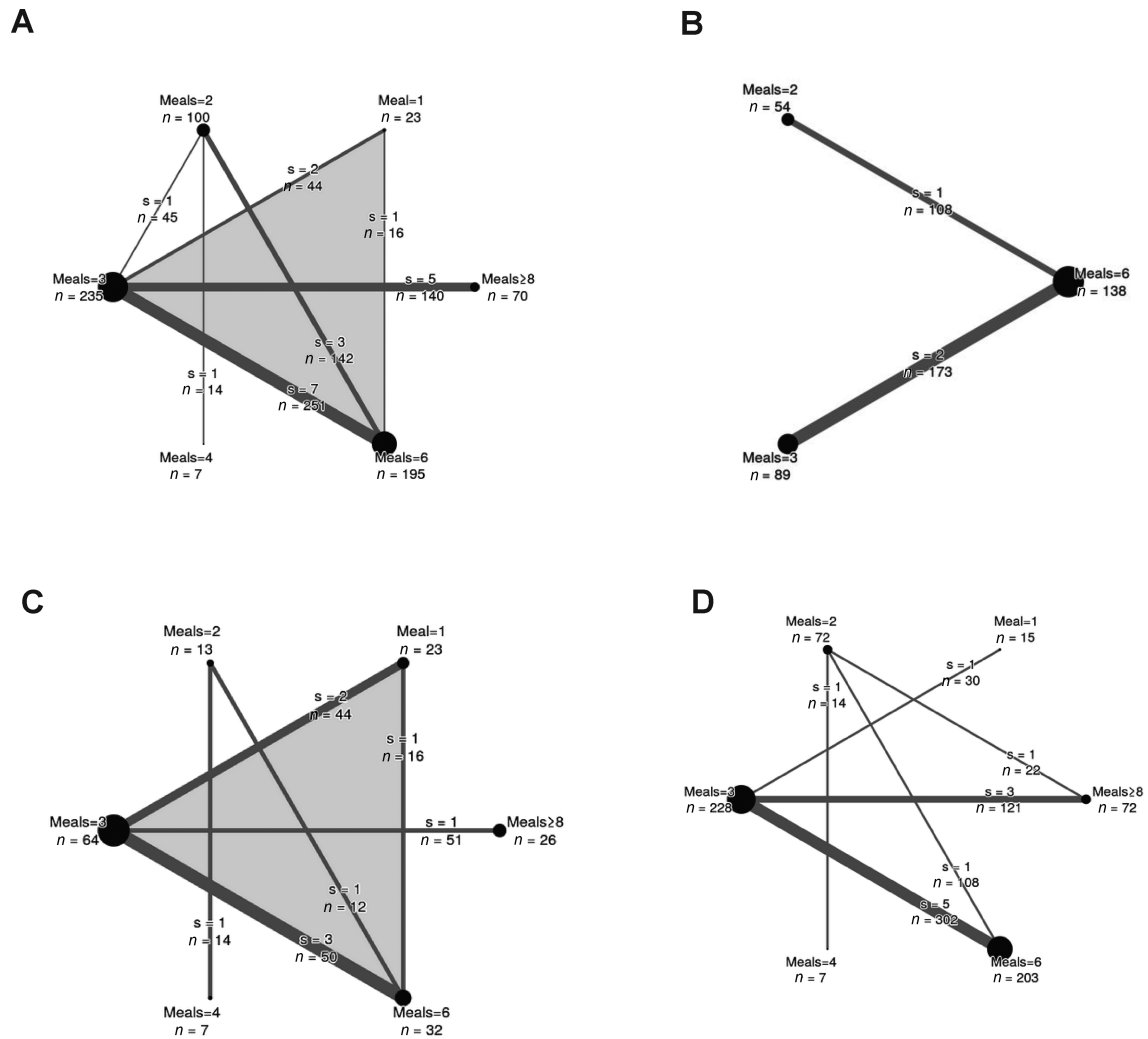 A
Meals=2
n = 100
Meal=1
n = 23
s = 2
n = 44
s = 1
n = 45
s = 1
n = 16
Meals=3
n = 235
s = 5
n = 140
Meals≥8
n = 70
s = 3
n = 142
s = 1
n = 14
s = 7
n = 251
Meals=4
n = 7
Meals=6
n = 195
B
Meals=2
n = 54
s = 1
n = 108
Meals=6
n = 138
s = 2
n = 173
Meals=3
n = 89
C
Meals=2
n = 13
Meal=1
n = 23
s = 2
n = 44
s = 1
n = 16
Meals=3
n = 64
s = 1
n = 51
Meals≥8
n = 26
s = 1
n = 12
s = 1
n = 14
s = 3
n = 50
Meals=4
n = 7
Meals=6
n = 32
D
Meals=2
n = 72
Meal=1
n = 15
s = 1
n = 30
s = 1
n = 14
s = 1
n = 22
Meals=3
n = 228
s = 3
n = 121
Meals≥8
n = 72
s = 1
n = 108
s = 5
n = 302
Meals=4
n = 7
Meals=6
n = 203